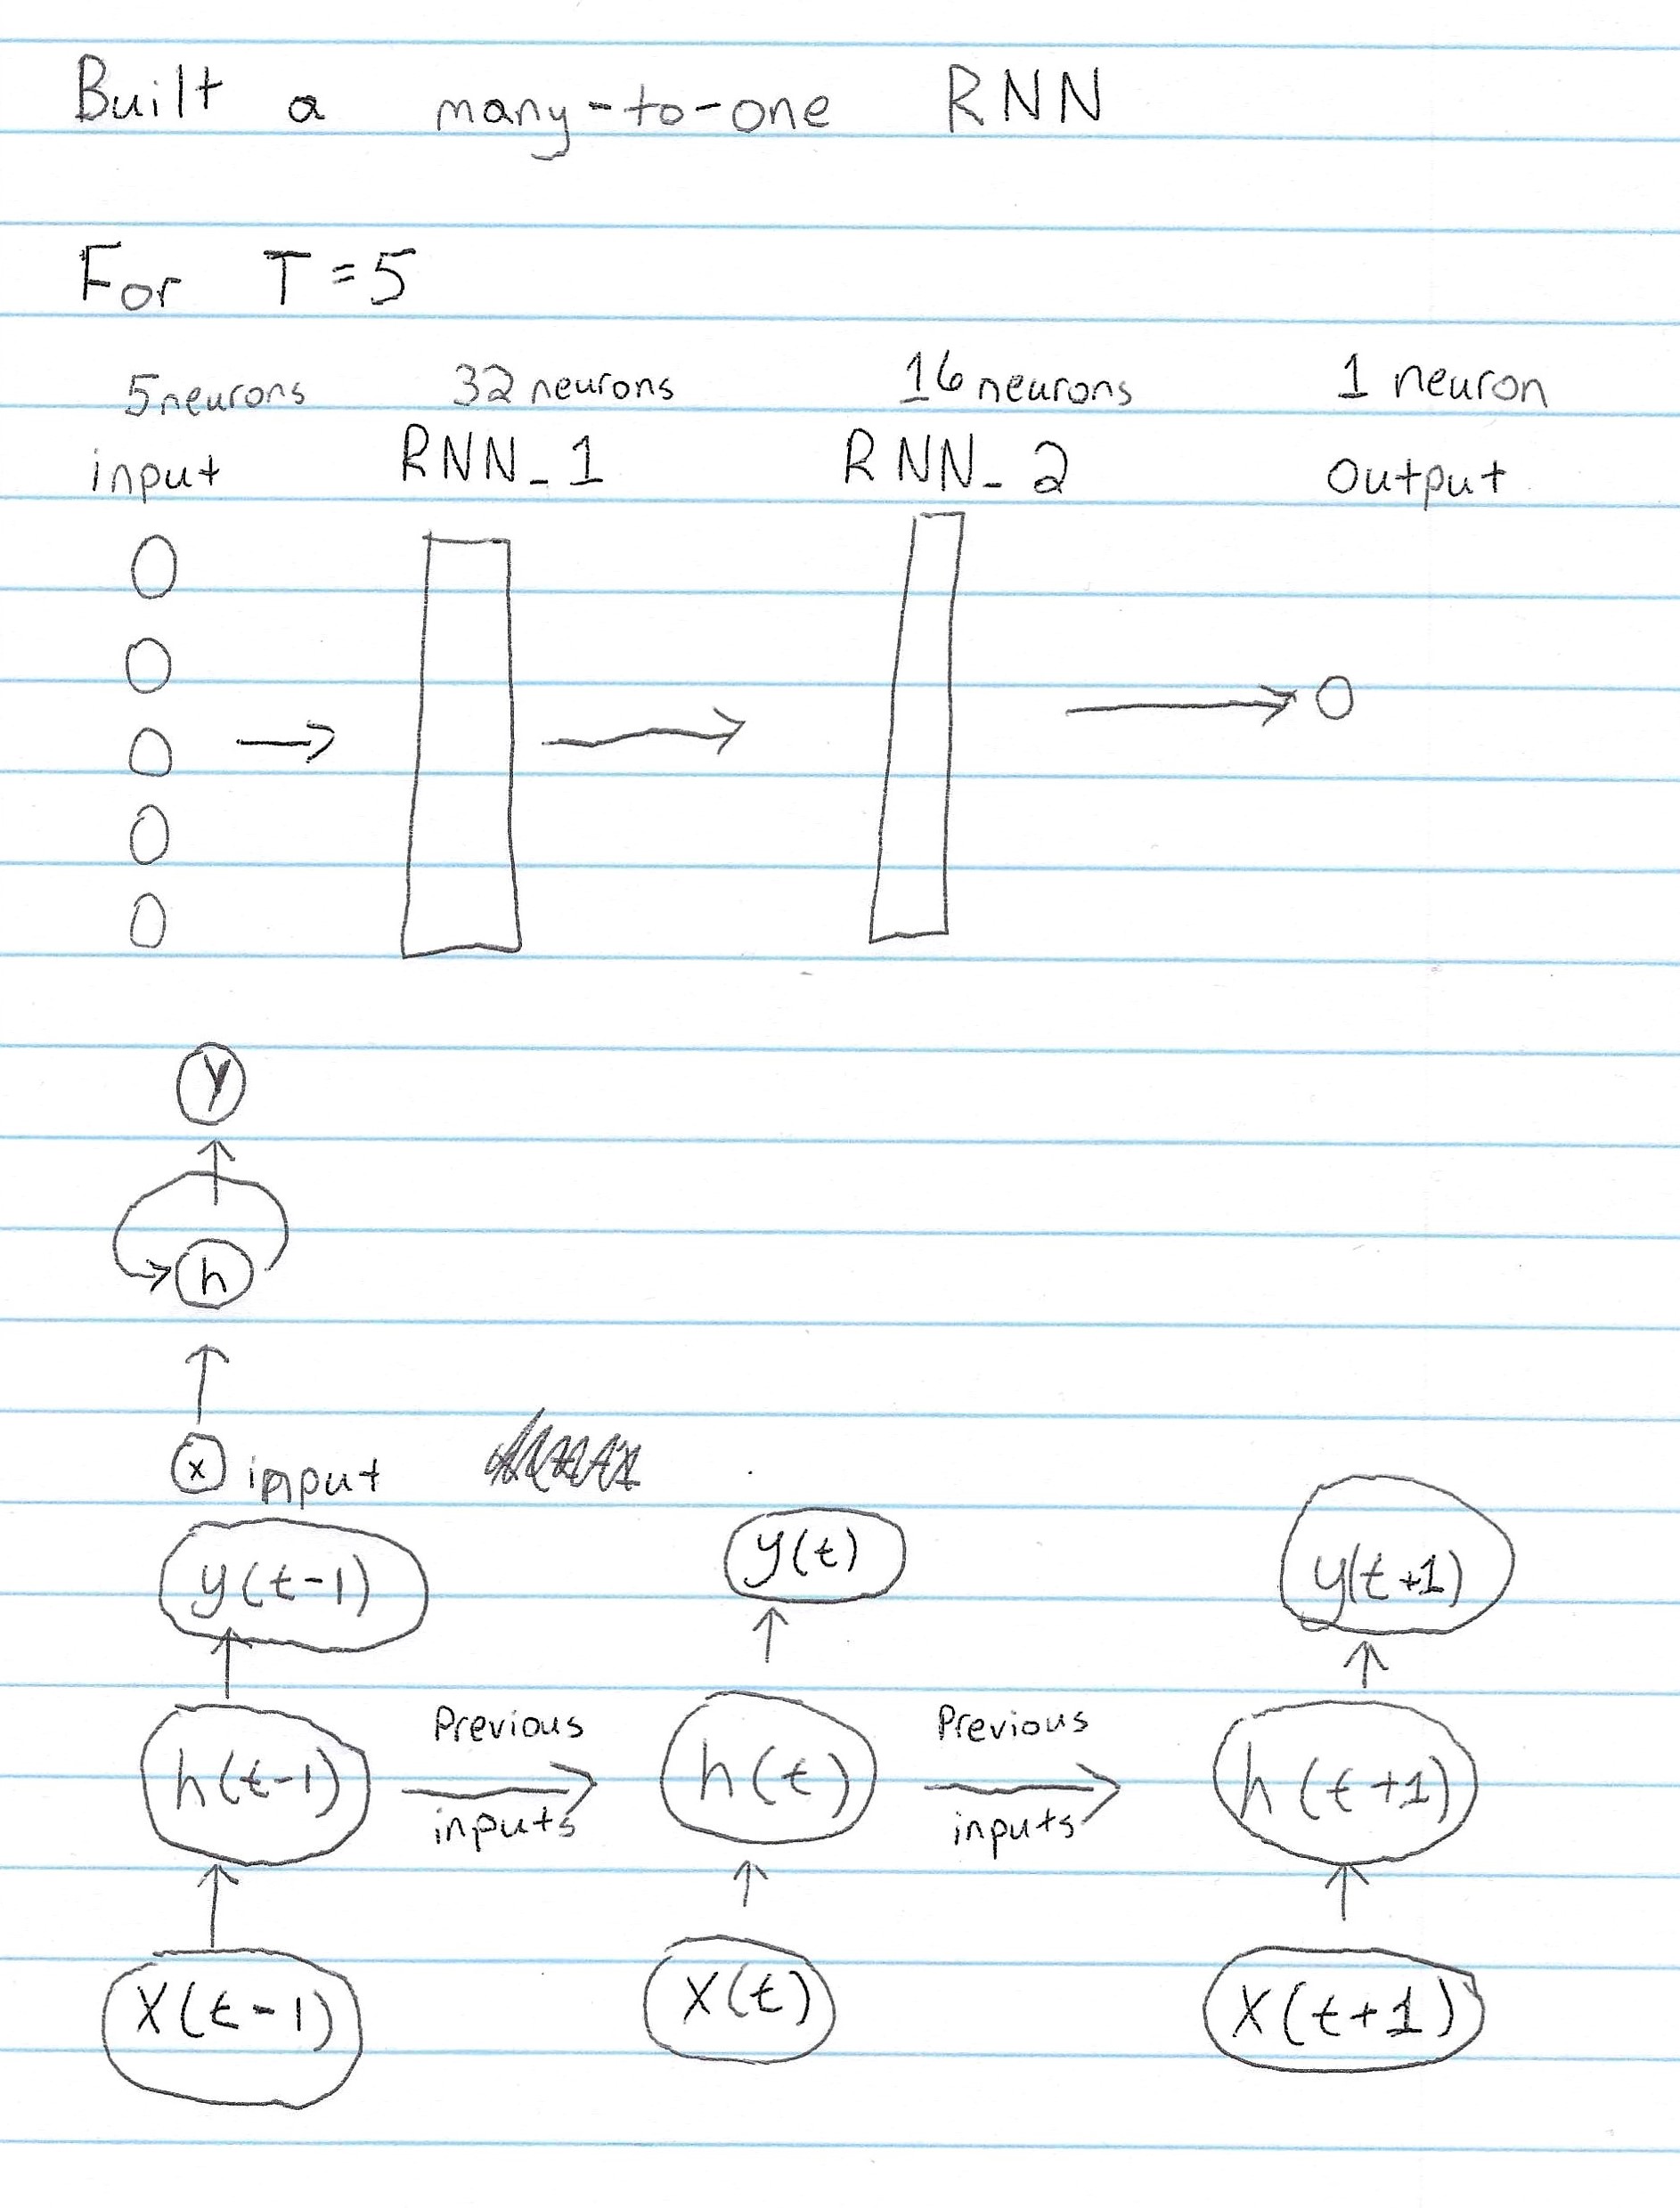 Built a many-to-one RNN
For T=5
5 neurons 32 neurons 16 neurons 1 neuron
input RNN_1 RNN_2 Output
y
h
x input
y(t-1) y(t) y(t+1)
Previous Previous
h(t-1) h(t) h(t+1)
inputs inputs
X(t-1) X(t) X(t+1)